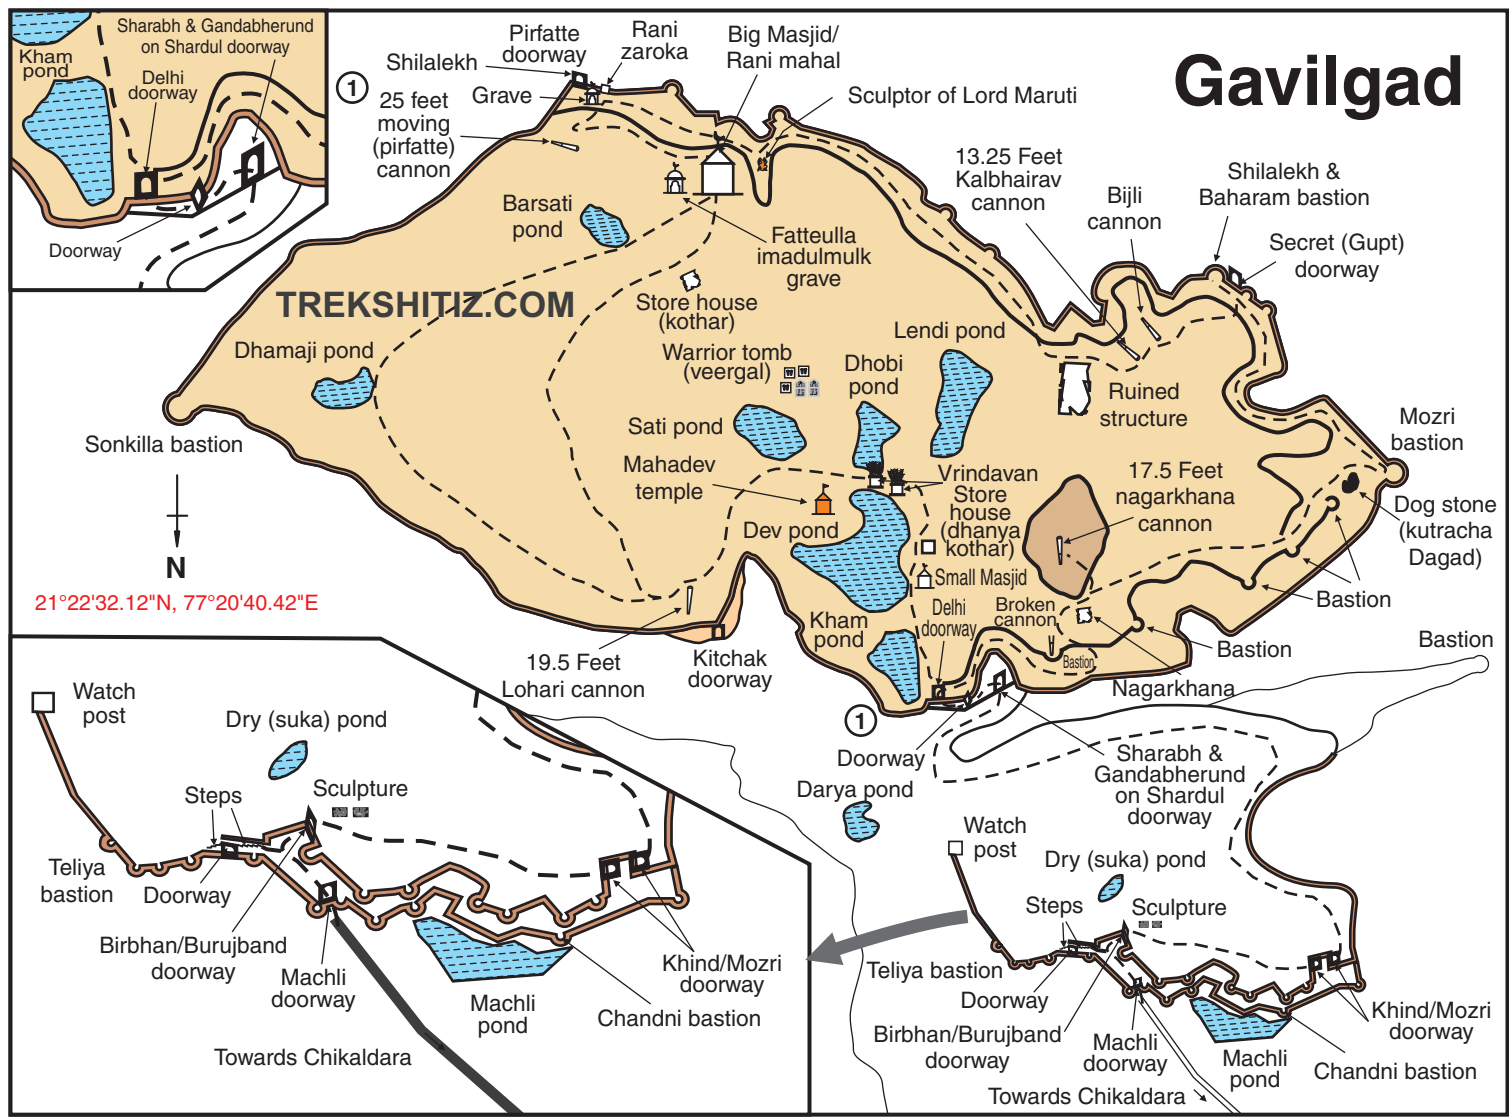 Gavilgad
Sharabh & Gandabherund
on Shardul doorway
Kham
pond
Delhi
doorway
Doorway
1
Pirfatte
doorway
Rani
zaroka
Big Masjid/
Rani mahal
Shilalekh
Grave
25 feet
moving
(pirfatte)
cannon
Sculptor of Lord Maruti
13.25 Feet
Kalbhairav
cannon
Bijli
cannon
Shilalekh &
Baharam bastion
Secret (Gupt)
doorway
Barsati
pond
Fatteulla
imadulmulk
grave
TREKSHITIZ.COM
Store house
(kothar)
Lendi pond
Dhamaji pond
Warrior tomb
(veergal)
Dhobi
pond
Ruined
structure
Mozri
bastion
Sonkilla bastion
Sati pond
Mahadev
temple
Vrindavan
Store
house
(dhanya
kothar)
17.5 Feet
nagarkhana
cannon
Dog stone
(kutracha
Dagad)
Dev pond
N
21°22'32.12"N, 77°20'40.42"E
Small Masjid
Kham
pond
Delhi
doorway
Broken
cannon
Bastion
Bastion
Bastion
Bastion
Nagarkhana
19.5 Feet
Lohari cannon
Kitchak
doorway
1
Doorway
Sharabh &
Gandabherund
on Shardul
doorway
Darya pond
Watch
post
Dry (suka) pond
Steps
Sculpture
Teliya
bastion
Doorway
Birbhan/Burujband
doorway
Machli
doorway
Machli
pond
Khind/Mozri
doorway
Chandni bastion
Towards Chikaldara
Watch
post
Dry (suka) pond
Steps
Sculpture
Teliya bastion
Doorway
Birbhan/Burujband
doorway
Machli
doorway
Machli
pond
Khind/Mozri
doorway
Chandni bastion
Towards Chikaldara